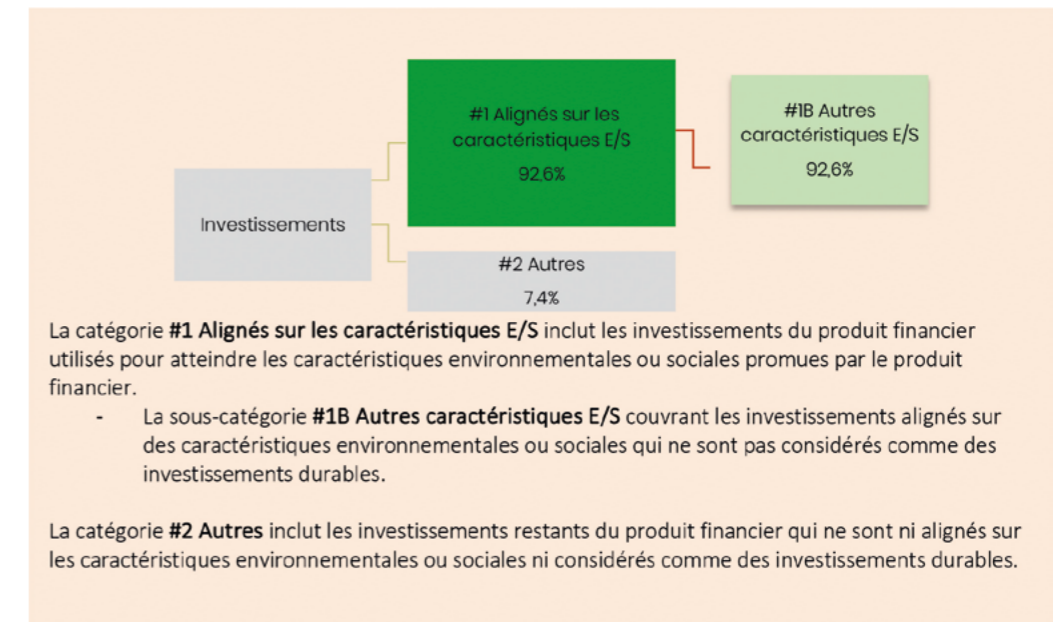 #1 Alignés sur les
caractéristiques E/S
92,6%
#1B Autres
caractéristiques E/S
92,6%
Investissements
#2 Autres
7,4%
La catégorie #1 Alignés sur les caractéristiques E/S inclut les investissements du produit financier
utilisés pour atteindre les caractéristiques environnementales ou sociales promues par le produit
financier.
- La sous-catégorie #1B Autres caractéristiques E/S couvrant les investissements alignés sur
des caractéristiques environnementales ou sociales qui ne sont pas considérés comme des
investissements durables.
La catégorie #2 Autres inclut les investissements restants du produit financier qui ne sont ni alignés sur
les caractéristiques environnementales ou sociales ni considérés comme des investissements durables.